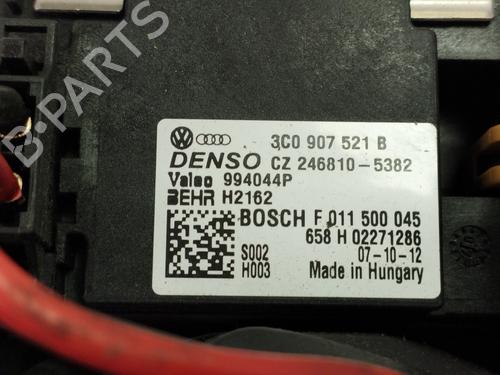 3C0 907 521 B
DENSO CZ 246810-5382
Valeo 994044P
BEHR H2162
BOSCH F 011 500 045
658 H 02271286
S002 07-10-12
H003 Made in Hungary
B-PARTS